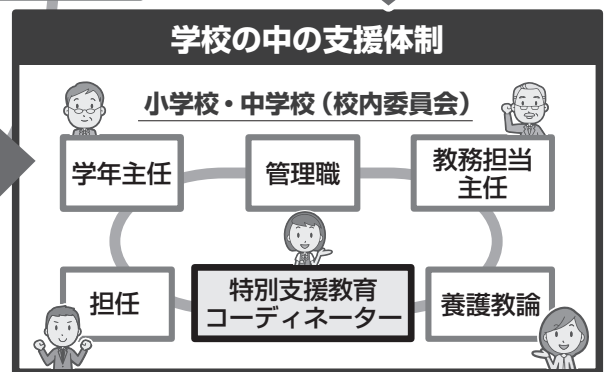 学校の中の支援体制
小学校・中学校（校内委員会）
学年主任
管理職
教務担当
主任
担任
特別支援教育
コーディネーター
養護教論